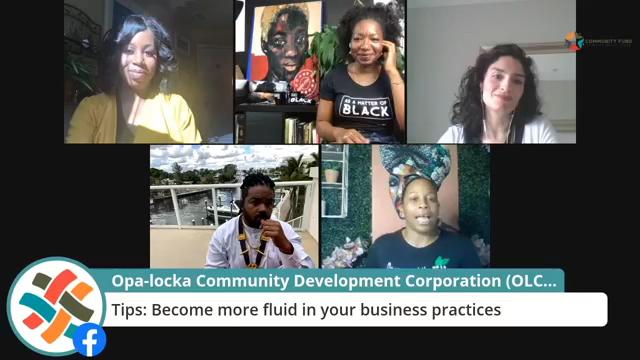 COMMUNITY FUND
AS A MATTER OF
BLACK
BLACK
Opa-locka Community Development Corporation (OLC...
Tips: Become more fluid in your business practices